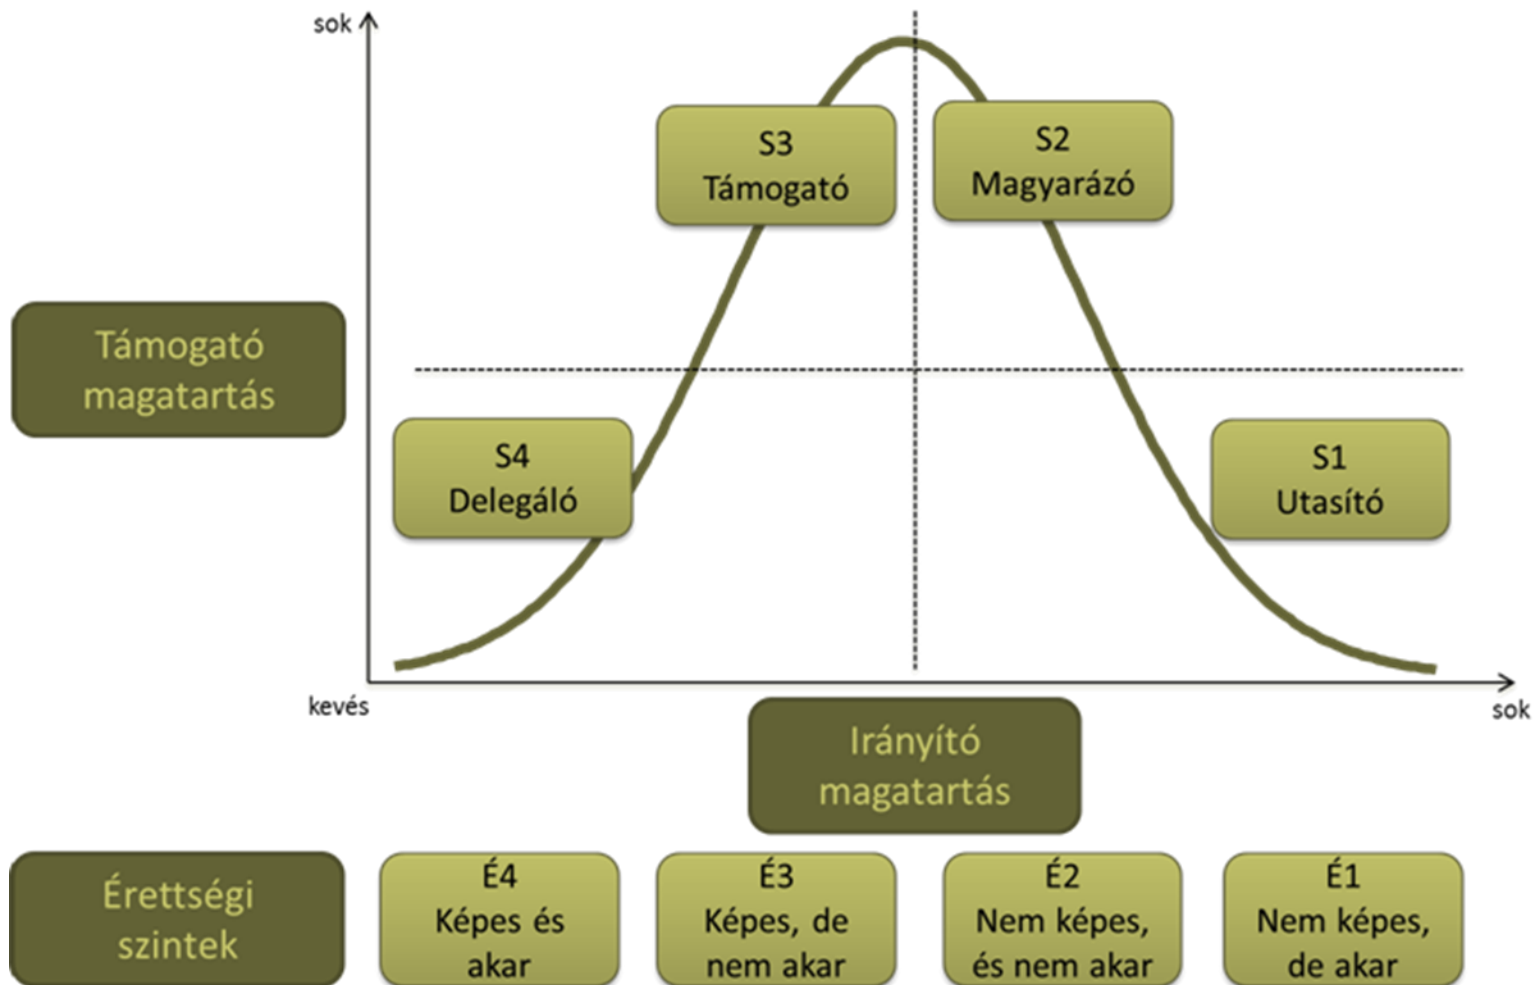 sok
S3
Támogató
S2
Magyarázó
Támogató
magatartás
S4
Delegáló
S1
Utasító
kevés
sok
Irányító
magatartás
Érettségi
szintek
É4
Képes és
akar
É3
Képes, de
nem akar
É2
Nem képes,
és nem akar
É1
Nem képes,
de akar